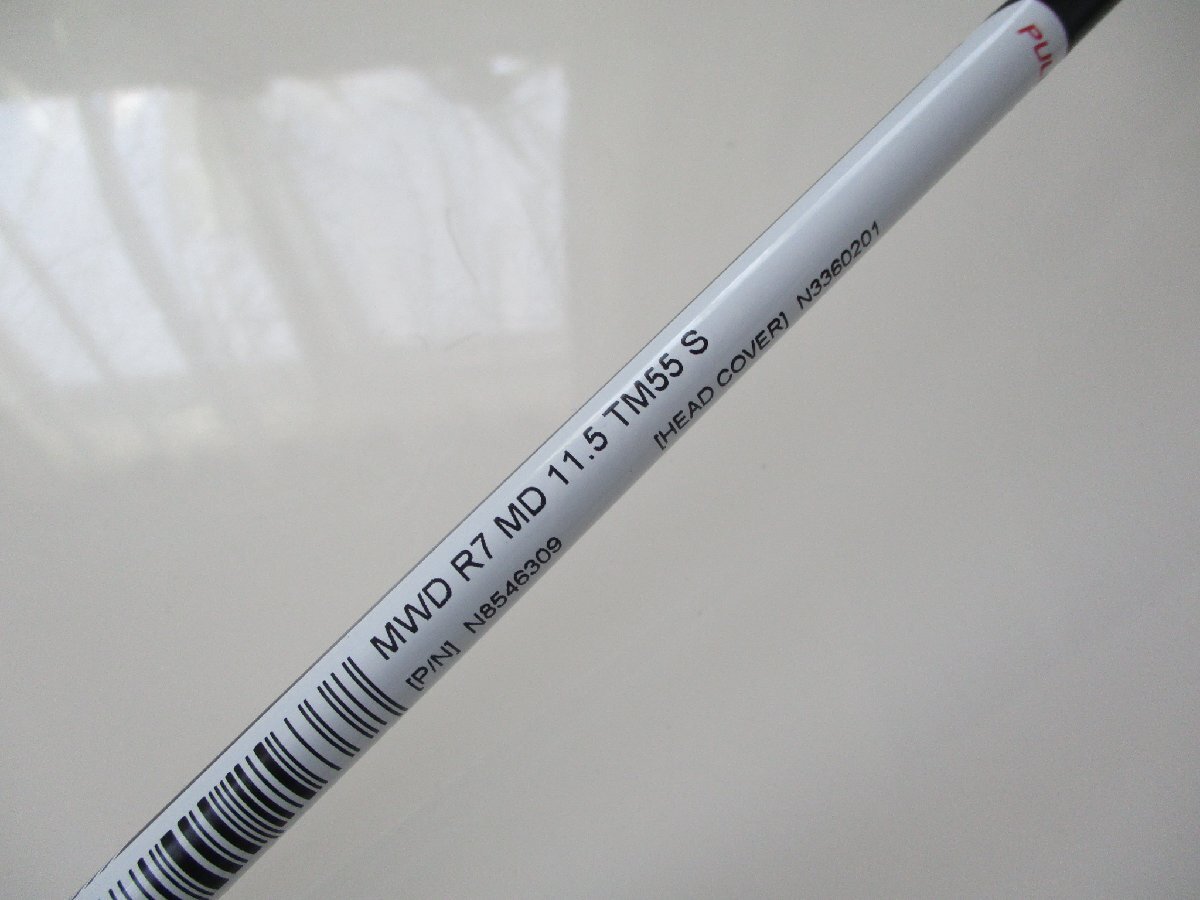 MWD R7 MD 11.5 TM55 S
[P/N] N8546309 [HEAD COVER] N3360201